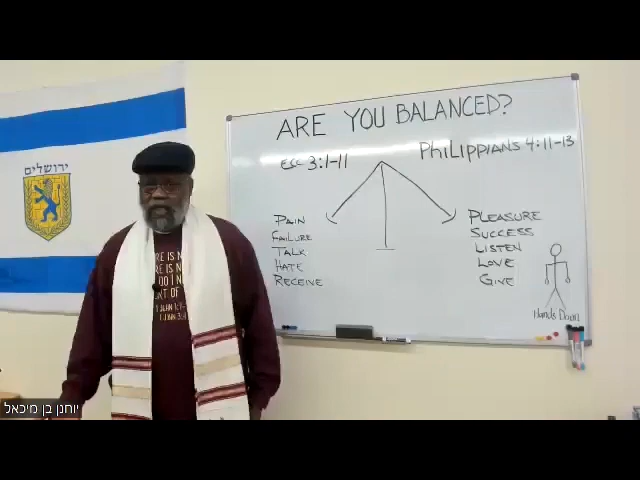 ARE YOU BALANCED?
ECC 3:1-11
PHILIPPIANS 4:11-13
PAIN
FAILURE
TALK
HATE
RECEIVE
PLEASURE
SUCCESS
LISTEN
LOVE
GIVE
Hands Down
ירושלים
יוחנן בן מיכאל